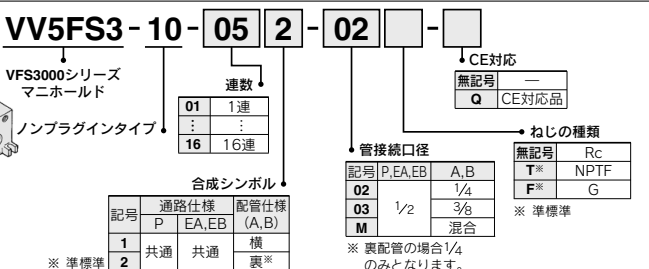 VV5FS3-10-052-02□-□
CE対応
無記号 —
Q CE対応品
VFS3000シリーズ
マニホールド
連数
01 1連
⋮ ⋮
16 16連
ノンプラグインタイプ
ねじの種類
無記号 Rc
T※ NPTF
F※ G
※ 準標準
管接続口径
記号 P,EA,EB A,B
02 1/2 1/4
03 3/8
M 混合
※ 裏配管の場合1/4
のみとなります。
合成シンボル
記号 通路仕様 配管仕様
P EA,EB (A,B)
1 共通 共通 横
2 裏※
※ 準標準